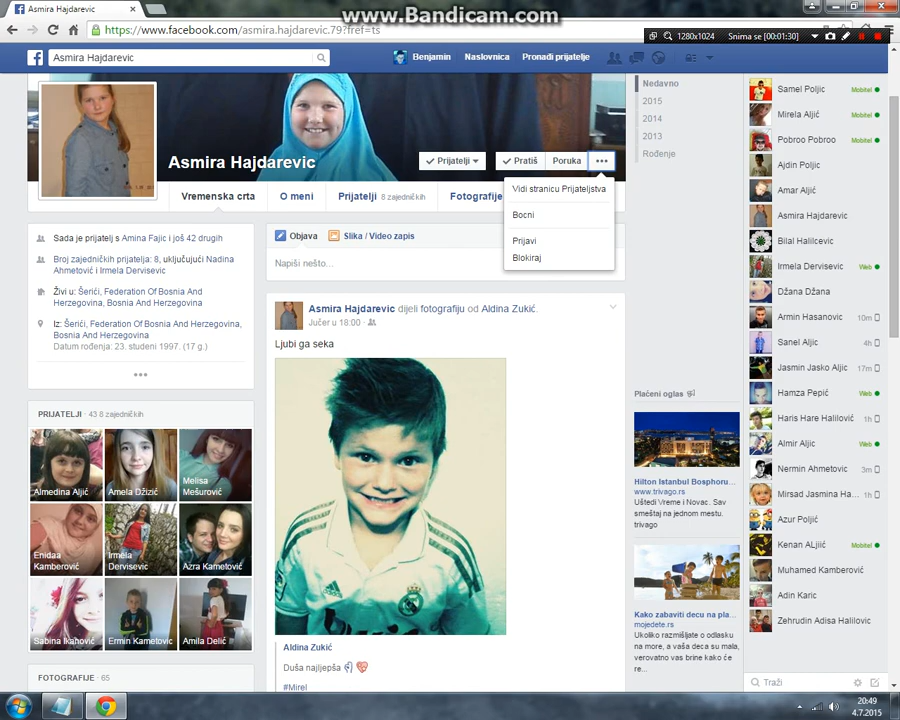 www.Bandicam.com
Asmira Hajdarevic
https://www.facebook.com/asmira.hajdarevic.79?fref=ts
1280x1024 Snima se [00:01:30]
Asmira Hajdarevic
Benjamin Naslovnica Pronađi prijatelje
Asmira Hajdarevic
Prijatelji Pratiš Poruka
Vidi stranicu Prijateljstva
Bocni
Prijavi
Blokiraj
Vremenska crta O meni Prijatelji 8 zajedničkih Fotografije
Nedavno
2015
2014
2013
Rođenje
Sada je prijatelj s Amina Fajic i još 42 drugih
Broj zajedničkih prijatelja: 8, uključujući Nadina
Ahmetović i Irmela Dervisevic
Živi u: Šerići, Federation Of Bosnia And
Herzegovina, Bosnia And Herzegovina
Iz: Šerići, Federation Of Bosnia And Herzegovina,
Bosnia And Herzegovina
Datum rođenja: 23. studeni 1997. (17 g.)
PRIJATELJI · 43 8 zajedničkih
Almedina Aljić
Amela Džizić
Melisa
Mešurović
Enidaa
Kamberović
Irmela
Dervisevic
Azra Kametović
Sabina Ikanović
Ermin Kametovic
Amila Delić
FOTOGRAFIJE · 65
Objava Slika / Video zapis
Napiši nešto...
Asmira Hajdarevic dijeli fotografiju od Aldina Zukić.
Jučer u 18:00
Ljubi ga seka
Aldina Zukić
Duša najljepša
#Mirel
Plaćeni oglas
Hilton Istanbul Bosphoru...
www.trivago.rs
Uštedi Vreme i Novac. Sav
smeštaj na jednom mestu.
trivago
Kako zabaviti decu na pla...
mojedete.rs
Ukoliko razmišljate o odlasku
na more, a vaša deca su mala,
verovatno vas brine kako će
re...
Samel Poljic Mobitel
Mirela Aljić Mobitel
Pobroo Pobroo Mobitel
Ajdin Poljic
Amar Aljić
Asmira Hajdarevic
Bilal Halilcevic
Irmela Dervisevic Web
Džana Džana
Armin Hasanovic 10m
Sanel Aljic 4h
Jasmin Jasko Aljic 17m
Hamza Pepić Web
Haris Hare Halilović 1h
Almir Aljic Web
Nermin Ahmetovic 3m
Mirsad Jasmina Ha... 1h
Azur Poljić
Kenan ALjiić Mobitel
Muhamed Kamberović
Adin Karic
Zehrudin Adisa Halilovic
Traži
20:49
4.7.2015